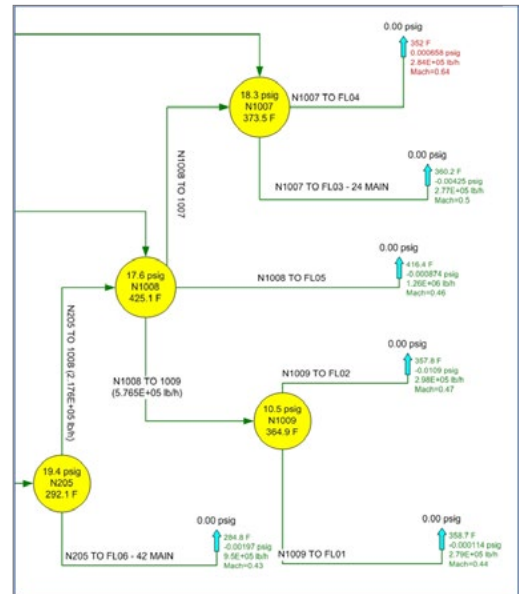 0.00 psig
352 F
0.000658 psig
2.84E+05 lb/h
Mach=0.64
18.3 psig
N1007
373.5 F
N1007 TO FL04
0.00 psig
360.2 F
-0.00425 psig
2.77E+05 lb/h
Mach=0.5
N1007 TO FL03 - 24 MAIN
N1008 TO 1007
0.00 psig
416.4 F
-0.000874 psig
1.26E+06 lb/h
Mach=0.46
17.6 psig
N1008
425.1 F
N1008 TO FL05
N205 TO 1008 (2.176E+05 lb/h)
N1008 TO 1009
(5.765E+05 lb/h)
0.00 psig
357.8 F
-0.0109 psig
2.98E+05 lb/h
Mach=0.47
N1009 TO FL02
10.5 psig
N1009
364.9 F
19.4 psig
N205
292.1 F
0.00 psig
284.8 F
-0.00197 psig
9.5E+05 lb/h
Mach=0.43
N205 TO FL06 - 42 MAIN
0.00 psig
358.7 F
-0.000114 psig
2.79E+05 lb/h
Mach=0.44
N1009 TO FL01